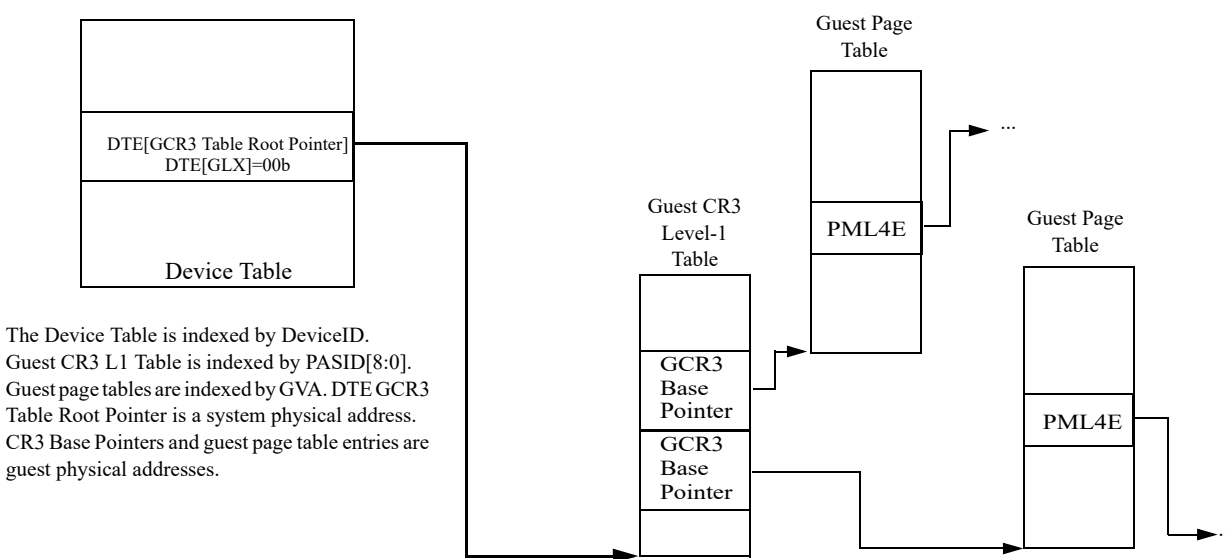 DTE[GCR3 Table Root Pointer]
DTE[GLX]=00b
Device Table
The Device Table is indexed by DeviceID.
Guest CR3 L1 Table is indexed by PASID[8:0].
Guest page tables are indexed by GVA. DTE GCR3
Table Root Pointer is a system physical address.
CR3 Base Pointers and guest page table entries are
guest physical addresses.
Guest CR3
Level-1
Table
GCR3
Base
Pointer
GCR3
Base
Pointer
Guest Page
Table
PML4E
...
Guest Page
Table
PML4E
.